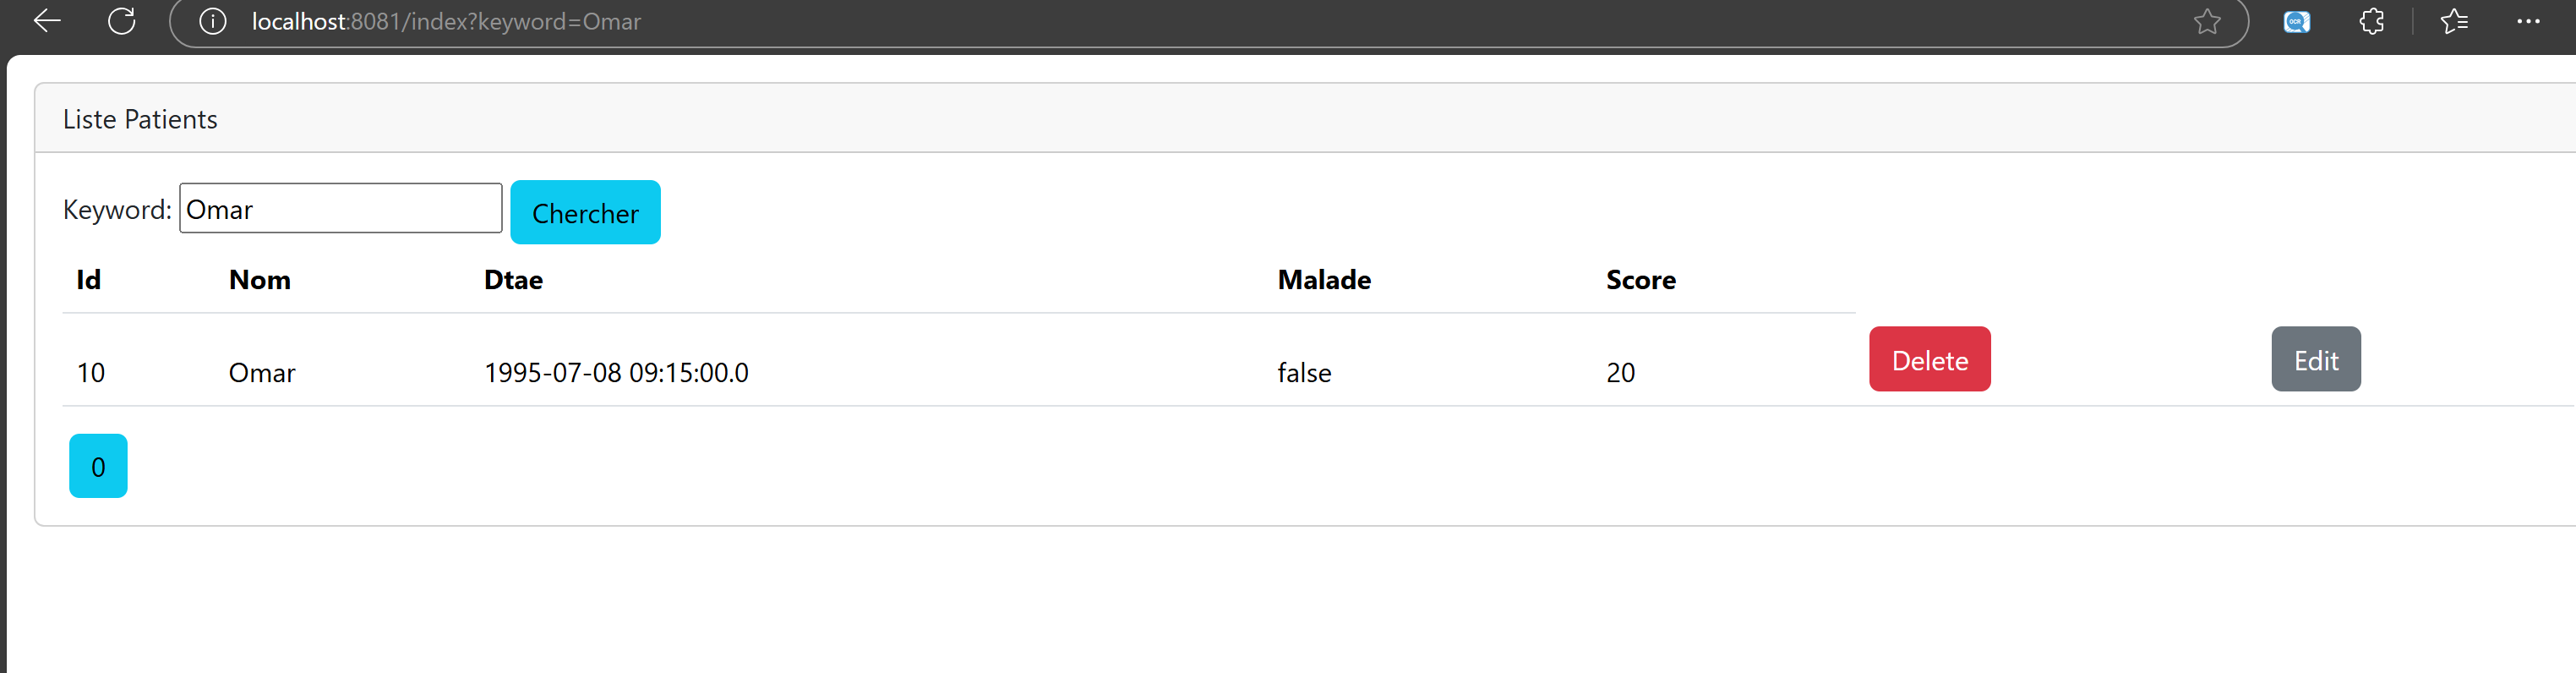 localhost:8081/index?keyword=Omar
OCR
Liste Patients
Keyword: Omar Chercher
Id Nom Dtae Malade Score
10 Omar 1995-07-08 09:15:00.0 false 20 Delete Edit
0